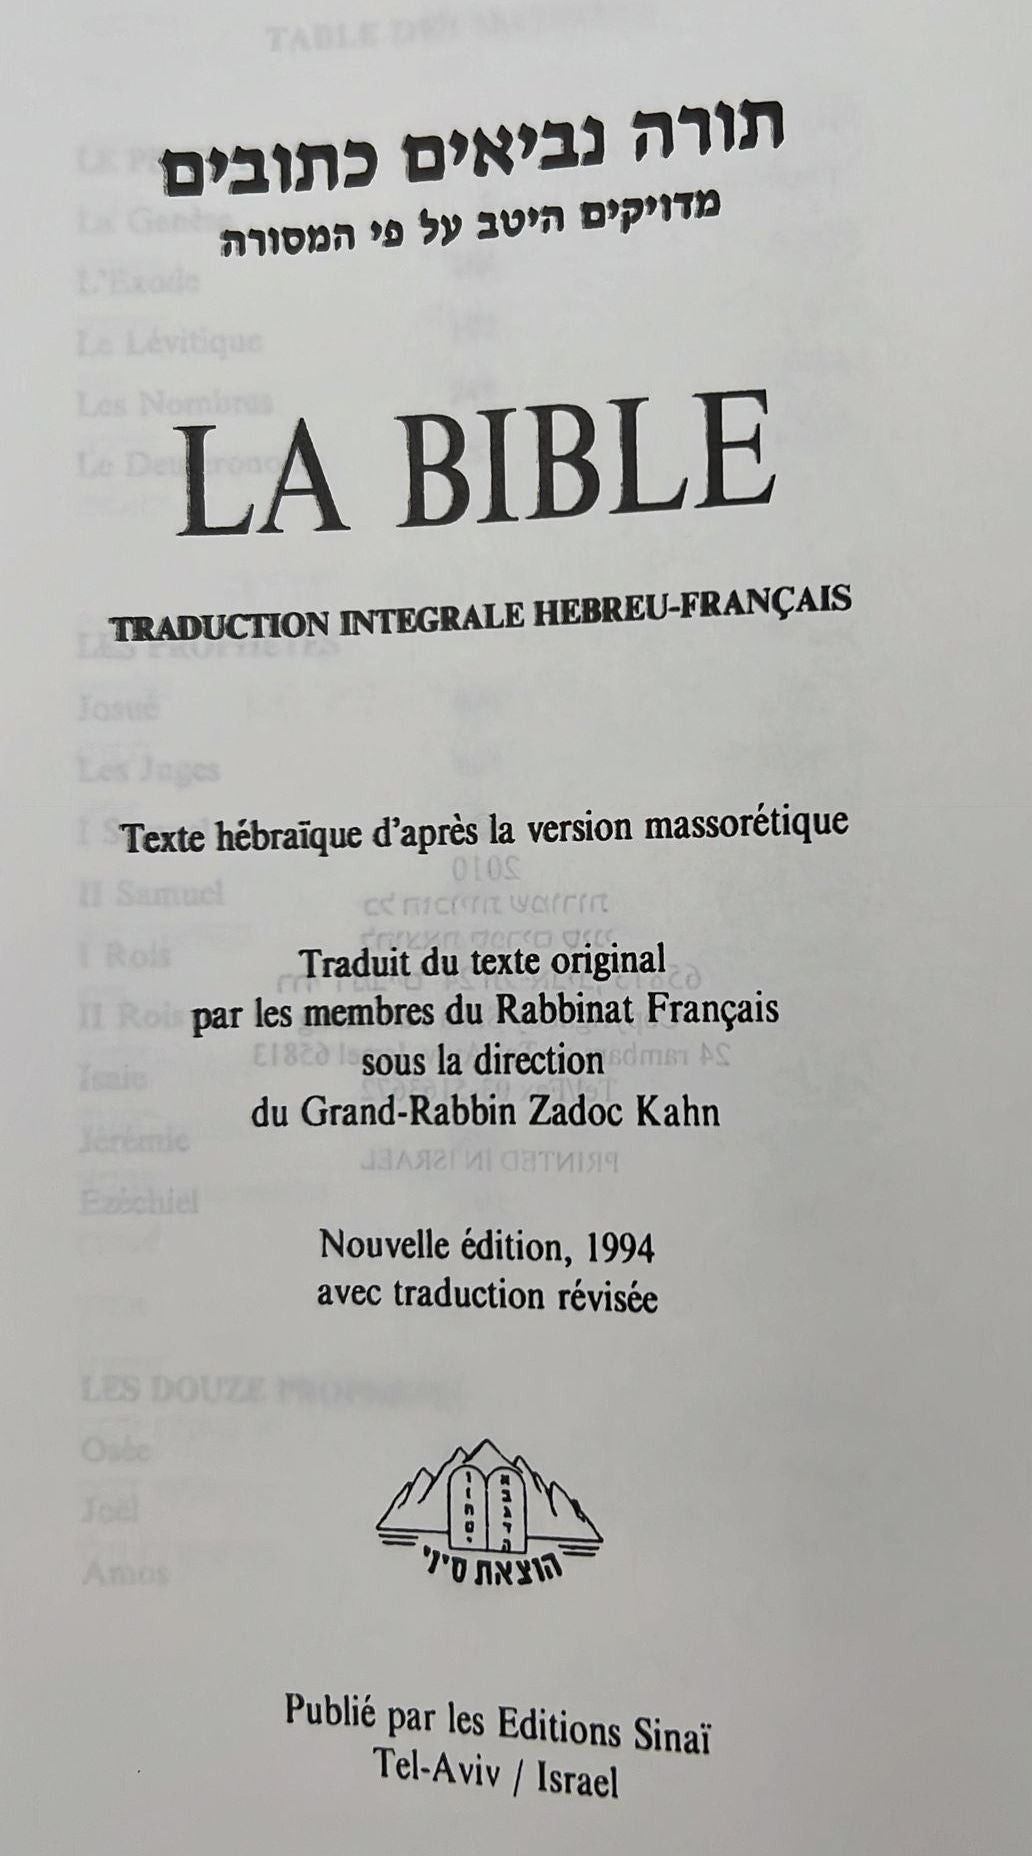 תורה נביאים כתובים
מדויקים היטב על פי המסורה
LA BIBLE
TRADUCTION INTEGRALE HEBREU-FRANÇAIS
Texte hébraïque d'après la version massorétique
Traduit du texte original
par les membres du Rabbinat Français
sous la direction
du Grand-Rabbin Zadoc Kahn
Nouvelle édition, 1994
avec traduction révisée
הוצאת סיני
Publié par les Editions Sinaï
Tel-Aviv / Israel